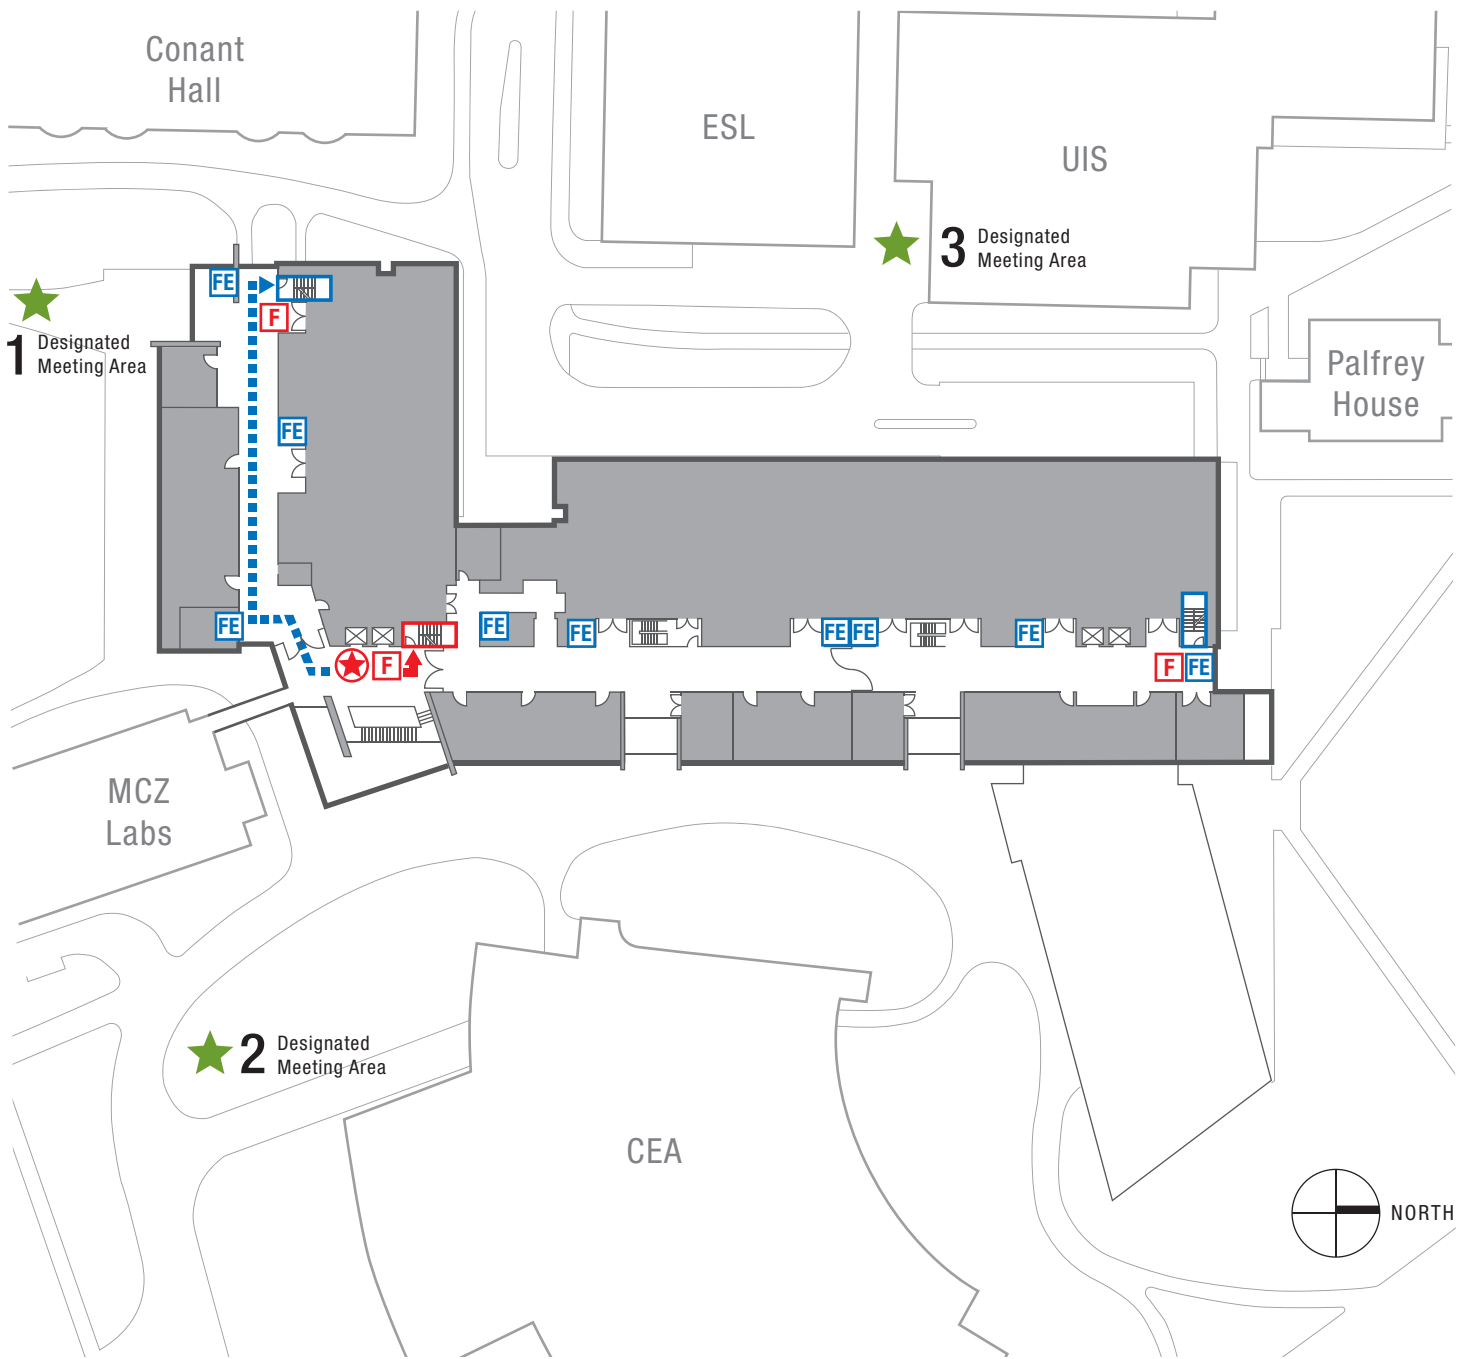 Conant
Hall
ESL
UIS
3 Designated
Meeting Area
FE
F
1 Designated
Meeting Area
Palfrey
House
FE
FE
FE
FE
FE
FE
FE
F
F
FE
MCZ
Labs
2 Designated
Meeting Area
CEA
NORTH